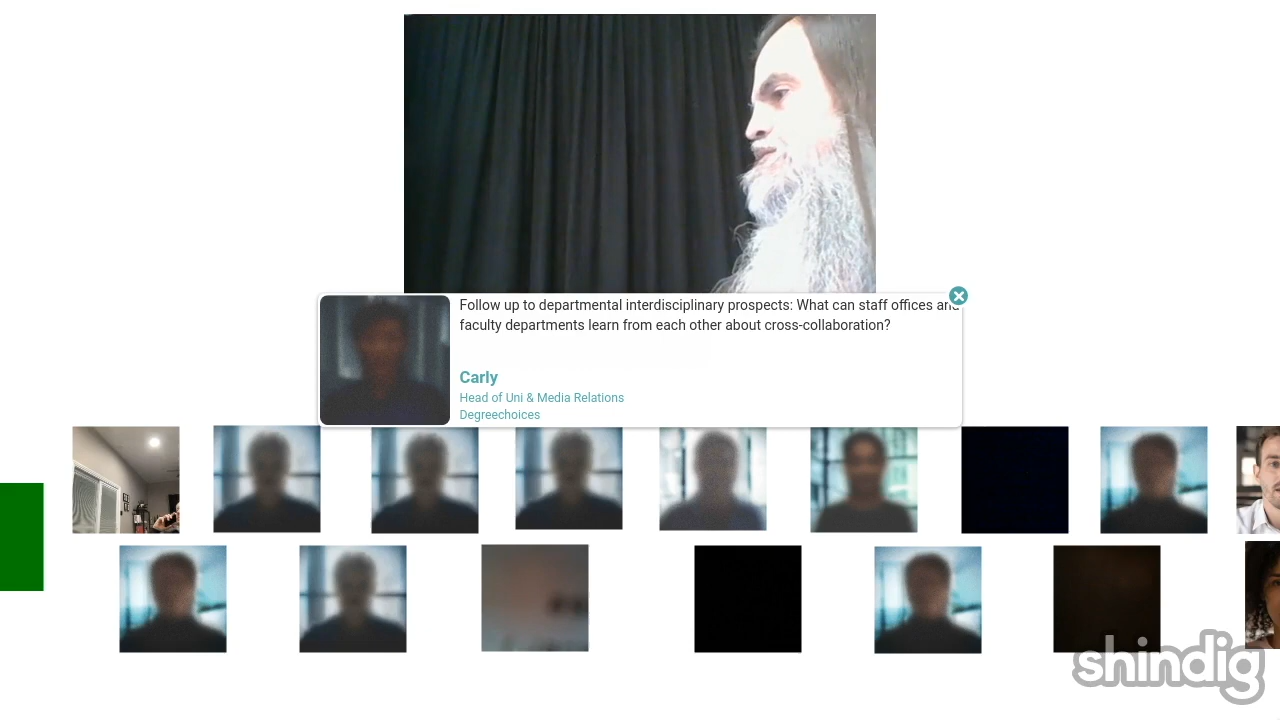 Follow up to departmental interdisciplinary prospects: What can staff offices and
faculty departments learn from each other about cross-collaboration?
Carly
Head of Uni & Media Relations
Degreechoices
shindig